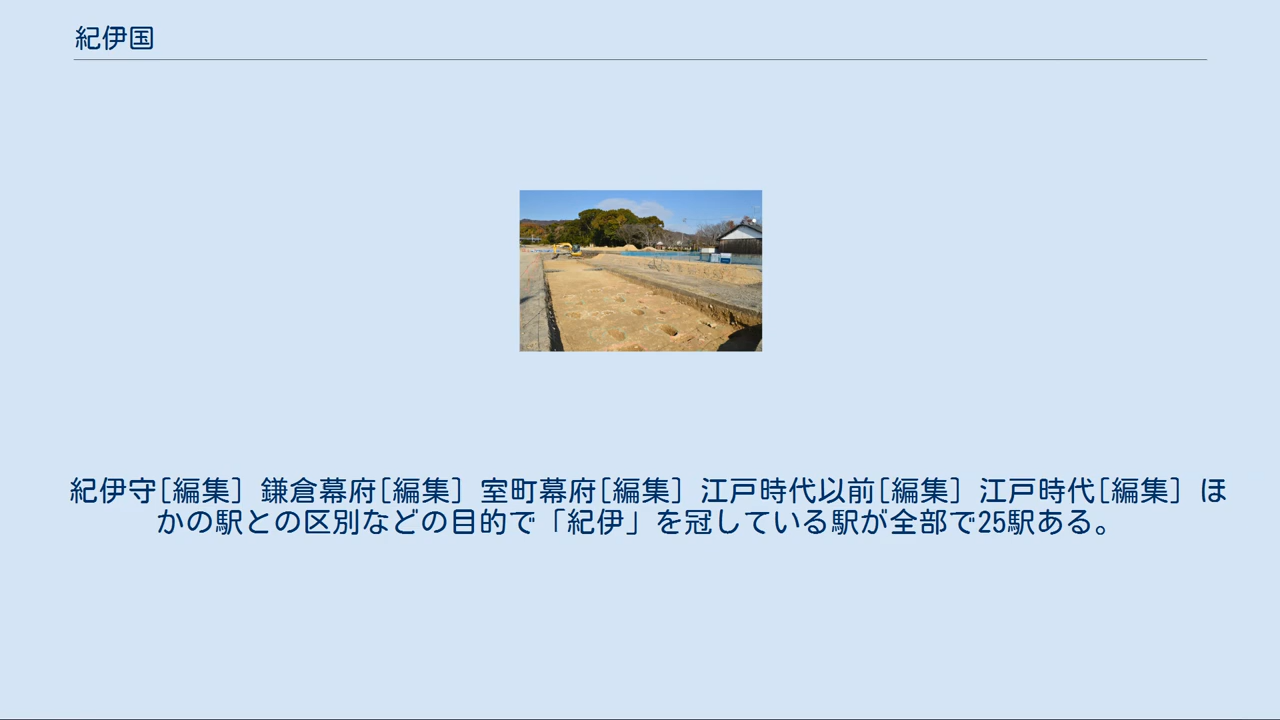 紀伊国
紀伊守[編集] 鎌倉幕府[編集] 室町幕府[編集] 江戸時代以前[編集] 江戸時代[編集] ほ
かの駅との区別などの目的で「紀伊」を冠している駅が全部で25駅ある。